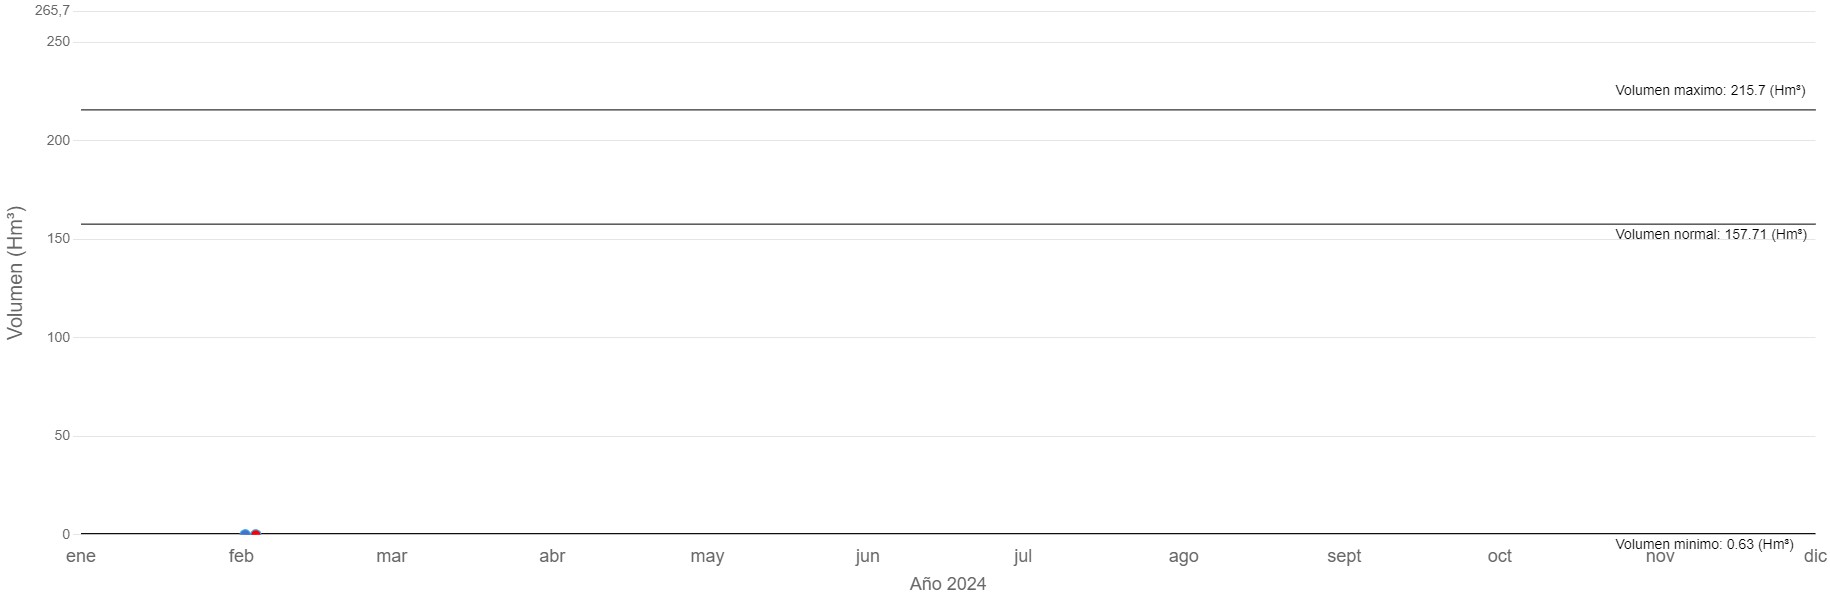 265,7
250
Volumen maximo: 215.7 (Hm³)
200
150
Volumen normal: 157.71 (Hm³)
Volumen (Hm³)
100
50
0
Volumen minimo: 0.63 (Hm³)
ene feb mar abr may jun jul ago sept oct nov dic
Año 2024